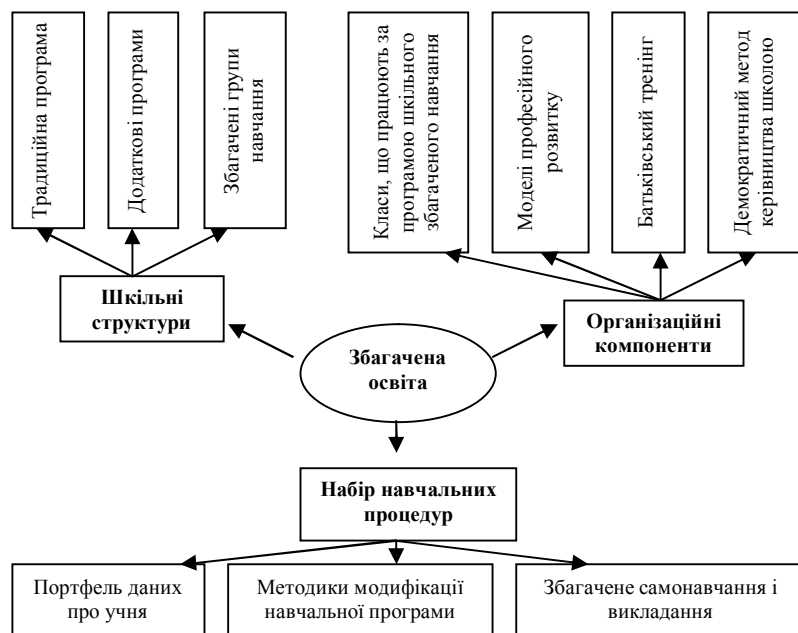 Традиційна програма
Додаткові програми
Збагачені групи
навчання
Класи, що працюють за
програмою шкільного
збагаченого навчання
Моделі професійного
розвитку
Батьківський тренінг
Демократичний метод
керівництва школою
Шкільні
структури
Організаційні
компоненти
Збагачена
освіта
Набір навчальних
процедур
Портфель даних
про учня
Методики модифікації
навчальної програми
Збагачене самонавчання і
викладання